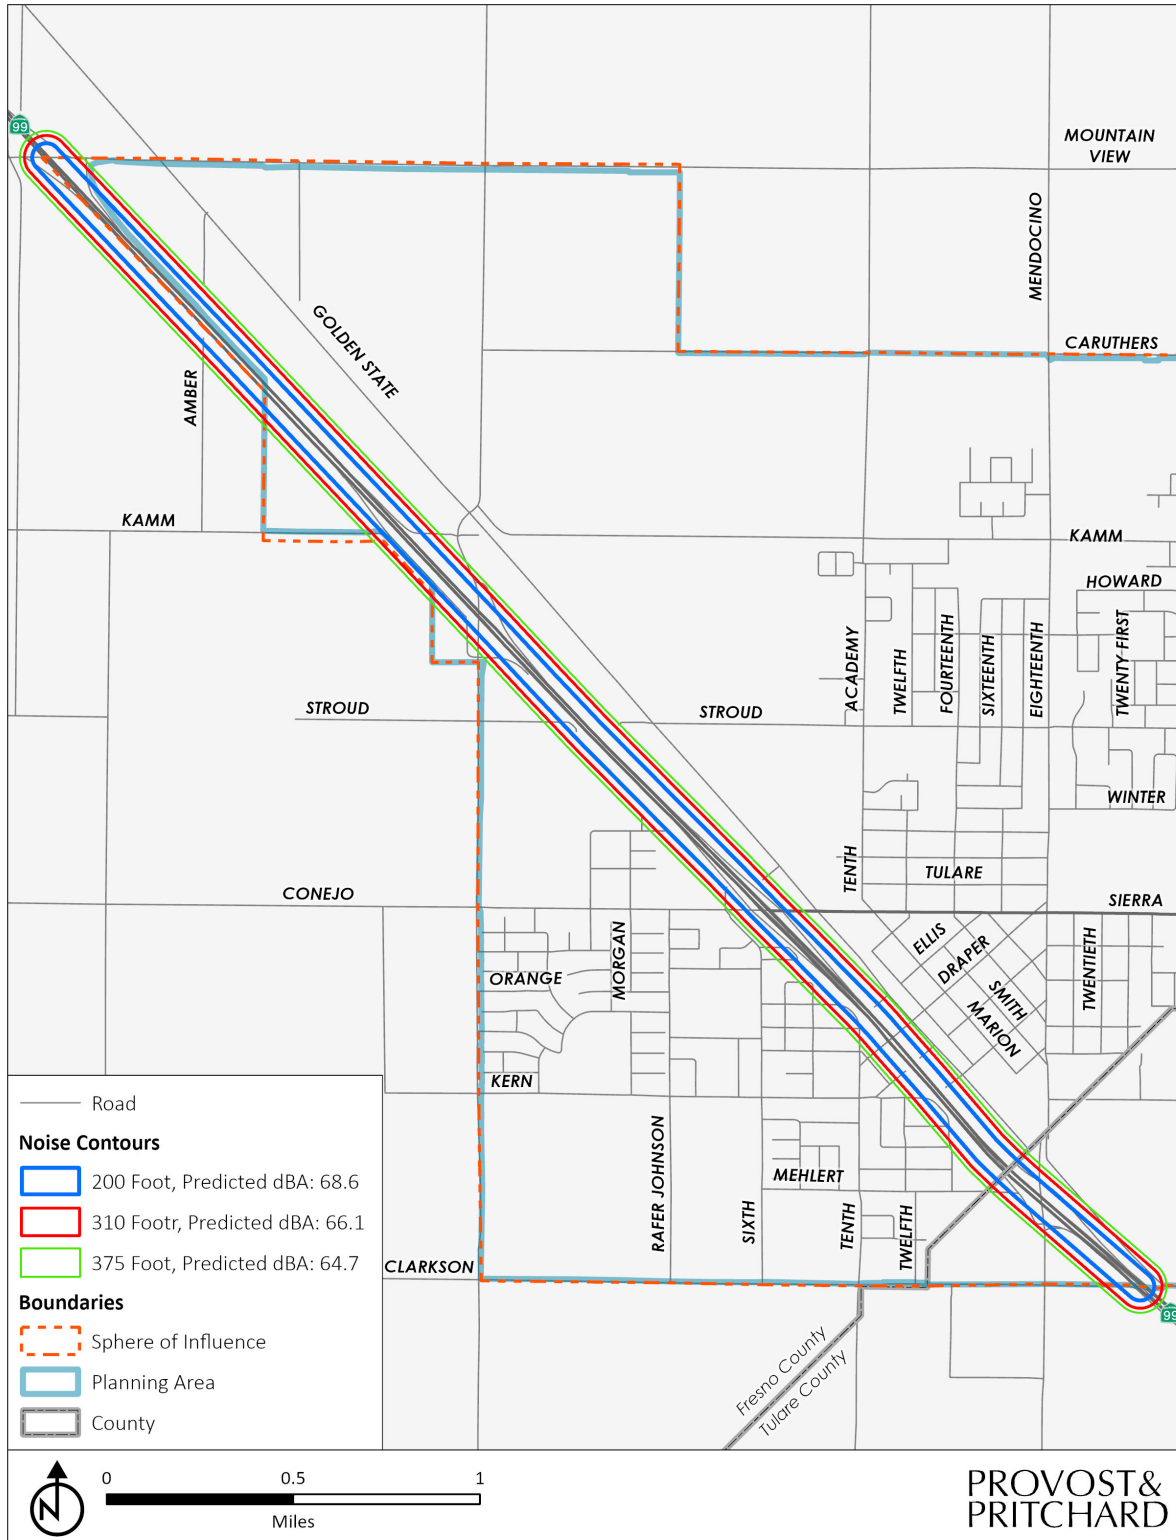 99
MOUNTAIN
VIEW
MENDOCINO
GOLDEN STATE
CARUTHERS
AMBER
KAMM
KAMM
HOWARD
ACADEMY
TWELFTH
FOURTEENTH
SIXTEENTH
EIGHTEENTH
TWENTY-FIRST
STROUD
STROUD
WINTER
TENTH
TULARE
CONEJO
SIERRA
ELLIS
DRAPER
SMITH
MARION
TWENTIETH
ORANGE
MORGAN
KERN
RAFER JOHNSON
SIXTH
MEHLERT
TENTH
TWELFTH
CLARKSON
99
Fresno County
Tulare County
Road
Noise Contours
200 Foot, Predicted dBA: 68.6
310 Footr, Predicted dBA: 66.1
375 Foot, Predicted dBA: 64.7
Boundaries
Sphere of Influence
Planning Area
County
N
0 0.5 1
Miles
PROVOST&
PRITCHARD